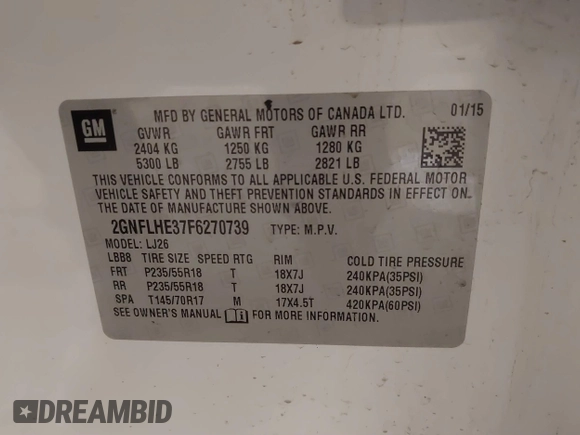 GM
MFD BY GENERAL MOTORS OF CANADA LTD. 01/15
GVWR GAWR FRT GAWR RR
2404 KG 1250 KG 1280 KG
5300 LB 2755 LB 2821 LB
THIS VEHICLE CONFORMS TO ALL APPLICABLE U.S. FEDERAL MOTOR
VEHICLE SAFETY AND THEFT PREVENTION STANDARDS IN EFFECT ON
THE DATE OF MANUFACTURE SHOWN ABOVE.
2GNFLHE37F6270739 TYPE: M.P.V.
MODEL: LJ26
LBB8 TIRE SIZE SPEED RTG RIM COLD TIRE PRESSURE
FRT P235/55R18 T 18X7J 240KPA(35PSI)
RR P235/55R18 T 18X7J 240KPA(35PSI)
SPA T145/70R17 M 17X4.5T 420KPA(60PSI)
SEE OWNER'S MANUAL FOR MORE INFORMATION.
DREAMBID